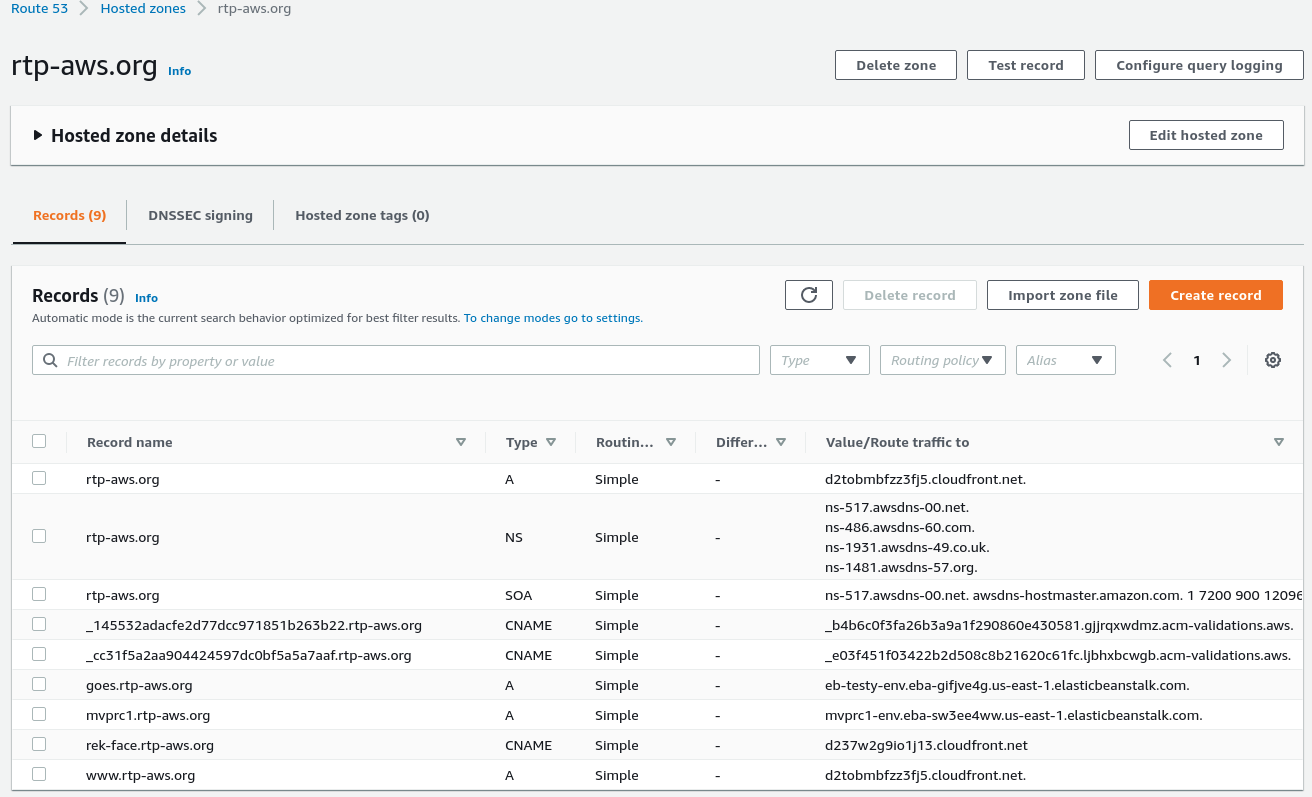 Route 53 > Hosted zones > rtp-aws.org
rtp-aws.org Info Delete zone Test record Configure query logging
Hosted zone details Edit hosted zone
Records (9) DNSSEC signing Hosted zone tags (0)
Records (9) Info Delete record Import zone file Create record
Automatic mode is the current search behavior optimized for best filter results. To change modes go to settings.
Filter records by property or value Type Routing policy Alias 1
Record name Type Routin... Differ... Value/Route traffic to
rtp-aws.org A Simple - d2tobmbfzz3fj5.cloudfront.net.
rtp-aws.org NS Simple - ns-517.awsdns-00.net.
ns-486.awsdns-60.com.
ns-1931.awsdns-49.co.uk.
ns-1481.awsdns-57.org.
rtp-aws.org SOA Simple - ns-517.awsdns-00.net. awsdns-hostmaster.amazon.com. 1 7200 900 12096
_145532adacfe2d77dcc971851b263b22.rtp-aws.org CNAME Simple - _b4b6c0f3fa26b3a9a1f290860e430581.gjjrqxwdmz.acm-validations.aws.
_cc31f5a2aa904424597dc0bf5a5a7aaf.rtp-aws.org CNAME Simple - _e03f451f03422b2d508c8b21620c61fc.ljbhxbcwgb.acm-validations.aws.
goes.rtp-aws.org A Simple - eb-testy-env.eba-gifjve4g.us-east-1.elasticbeanstalk.com.
mvprc1.rtp-aws.org A Simple - mvprc1-env.eba-sw3ee4ww.us-east-1.elasticbeanstalk.com.
rek-face.rtp-aws.org CNAME Simple - d237w2g9io1j13.cloudfront.net
www.rtp-aws.org A Simple - d2tobmbfzz3fj5.cloudfront.net.